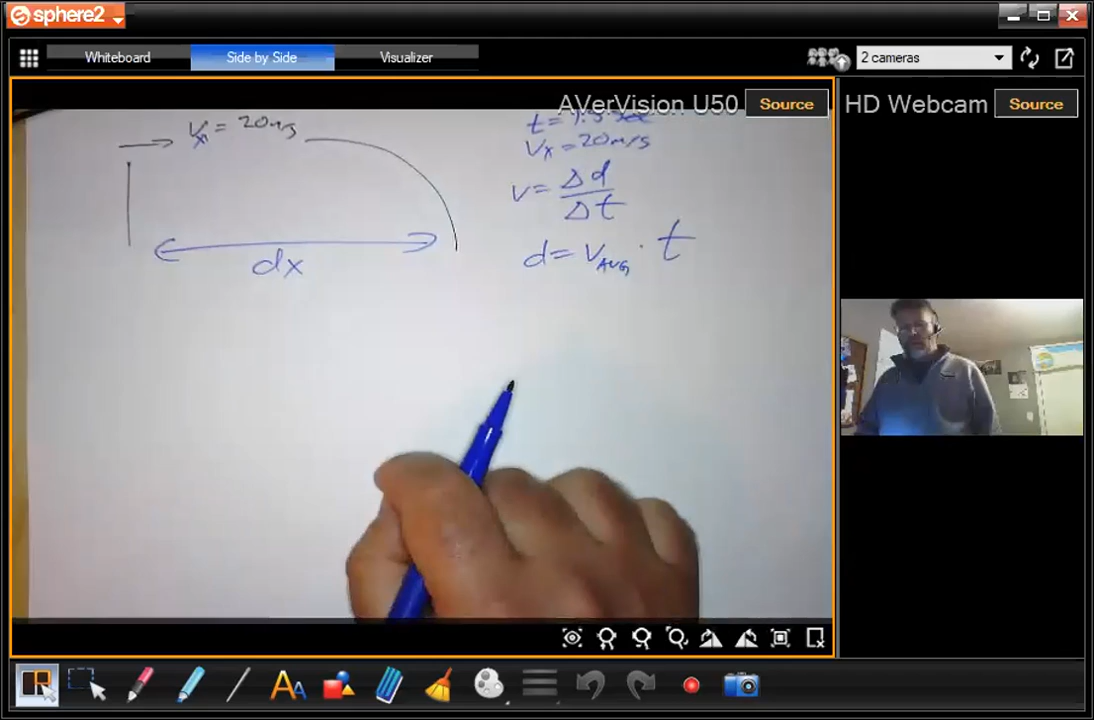 sphere2
Whiteboard
Side by Side
Visualizer
2 cameras
AVerVision U50
Source
HD Webcam
Source
Vx = 20m/s
dx
Vx = 20m/s
V = Δd
Δt
d = VAVG · t